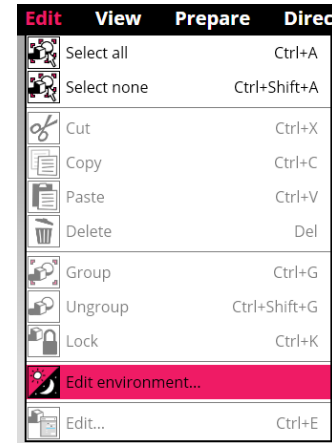 Edit View Prepare Direc
Select all Ctrl+A
Select none Ctrl+Shift+A
Cut Ctrl+X
Copy Ctrl+C
Paste Ctrl+V
Delete Del
Group Ctrl+G
Ungroup Ctrl+Shift+G
Lock Ctrl+K
Edit environment...
Edit... Ctrl+E